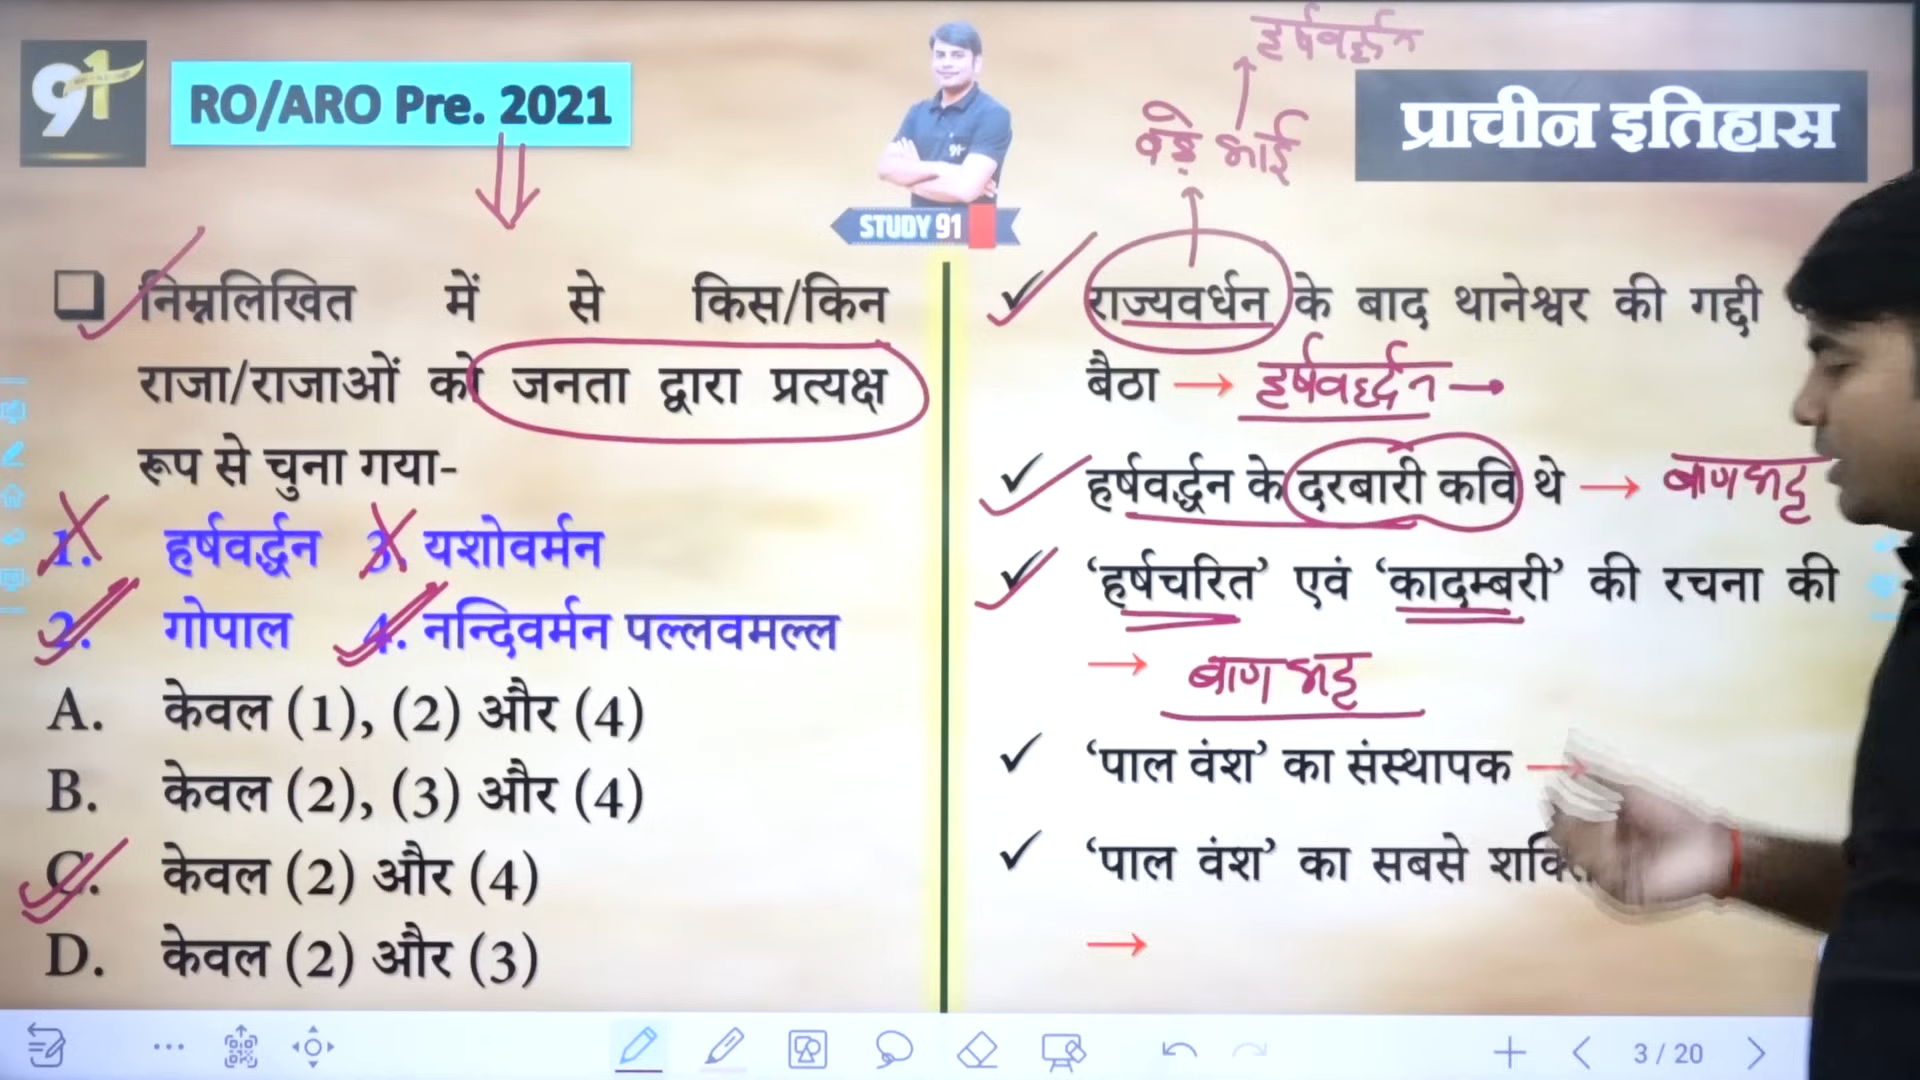 91
RO/ARO Pre. 2021
STUDY 91
हर्षवर्द्धन
बड़े भाई
प्राचीन इतिहास
निम्नलिखित में से किस/किन
राजा/राजाओं को जनता द्वारा प्रत्यक्ष
रूप से चुना गया-
1. हर्षवर्द्धन 3. यशोवर्मन
2. गोपाल 4. नन्दिवर्मन पल्लवमल्ल
A. केवल (1), (2) और (4)
B. केवल (2), (3) और (4)
C. केवल (2) और (4)
D. केवल (2) और (3)
✓ राज्यवर्धन के बाद थानेश्वर की गद्दी
बैठा → हर्षवर्द्धन →
✓ हर्षवर्द्धन के दरबारी कवि थे → बाणभट्ट
✓ ‘हर्षचरित’ एवं ‘कादम्बरी’ की रचना की
→ बाण भट्ट
✓ ‘पाल वंश’ का संस्थापक →
✓ ‘पाल वंश’ का सबसे
→
3 / 20